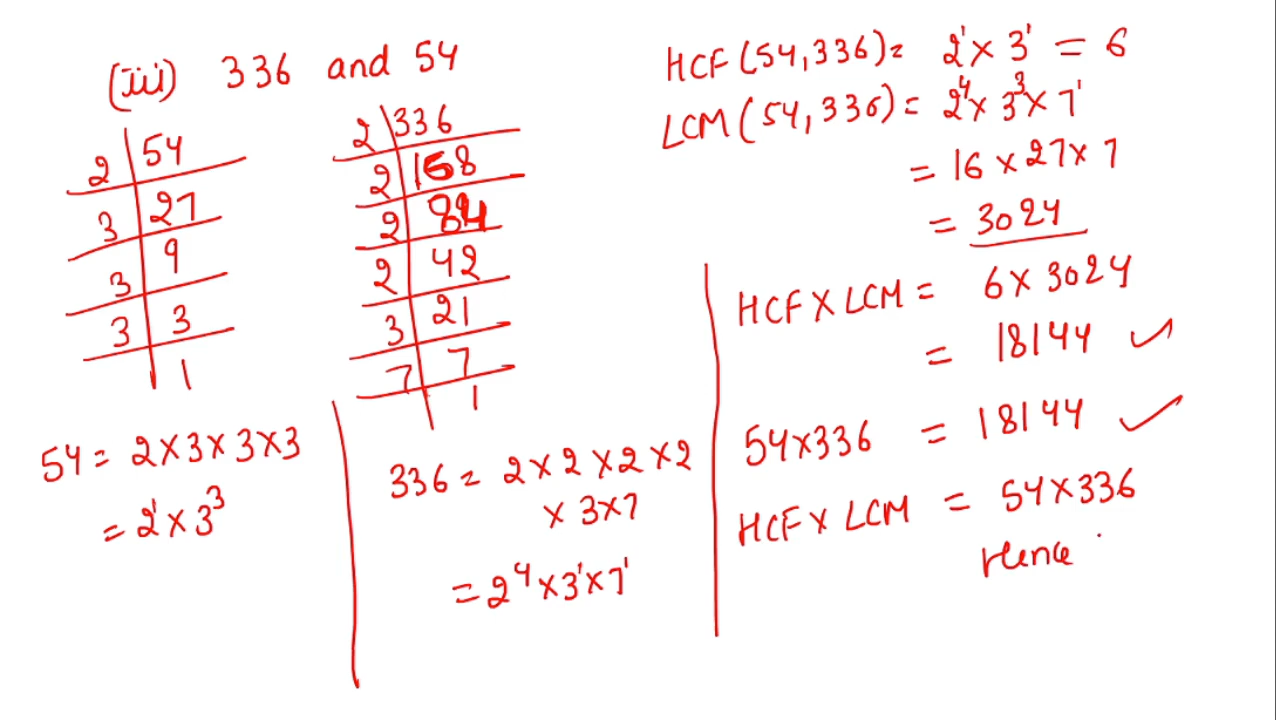 (iii) 336 and 54
2 | 54
3 | 27
3 | 9
3 | 3
1
54 = 2 × 3 × 3 × 3
= 2¹ × 3³
2 | 336
2 | 168
2 | 84
2 | 42
3 | 21
7 | 7
1
336 = 2 × 2 × 2 × 2
× 3 × 7
= 2⁴ × 3¹ × 7¹
HCF (54, 336) = 2¹ × 3¹ = 6
LCM (54, 336) = 2⁴ × 3³ × 7¹
= 16 × 27 × 7
= 3024
HCF × LCM = 6 × 3024
= 18144 ✓
54 × 336 = 18144 ✓
HCF × LCM = 54 × 336
Hence